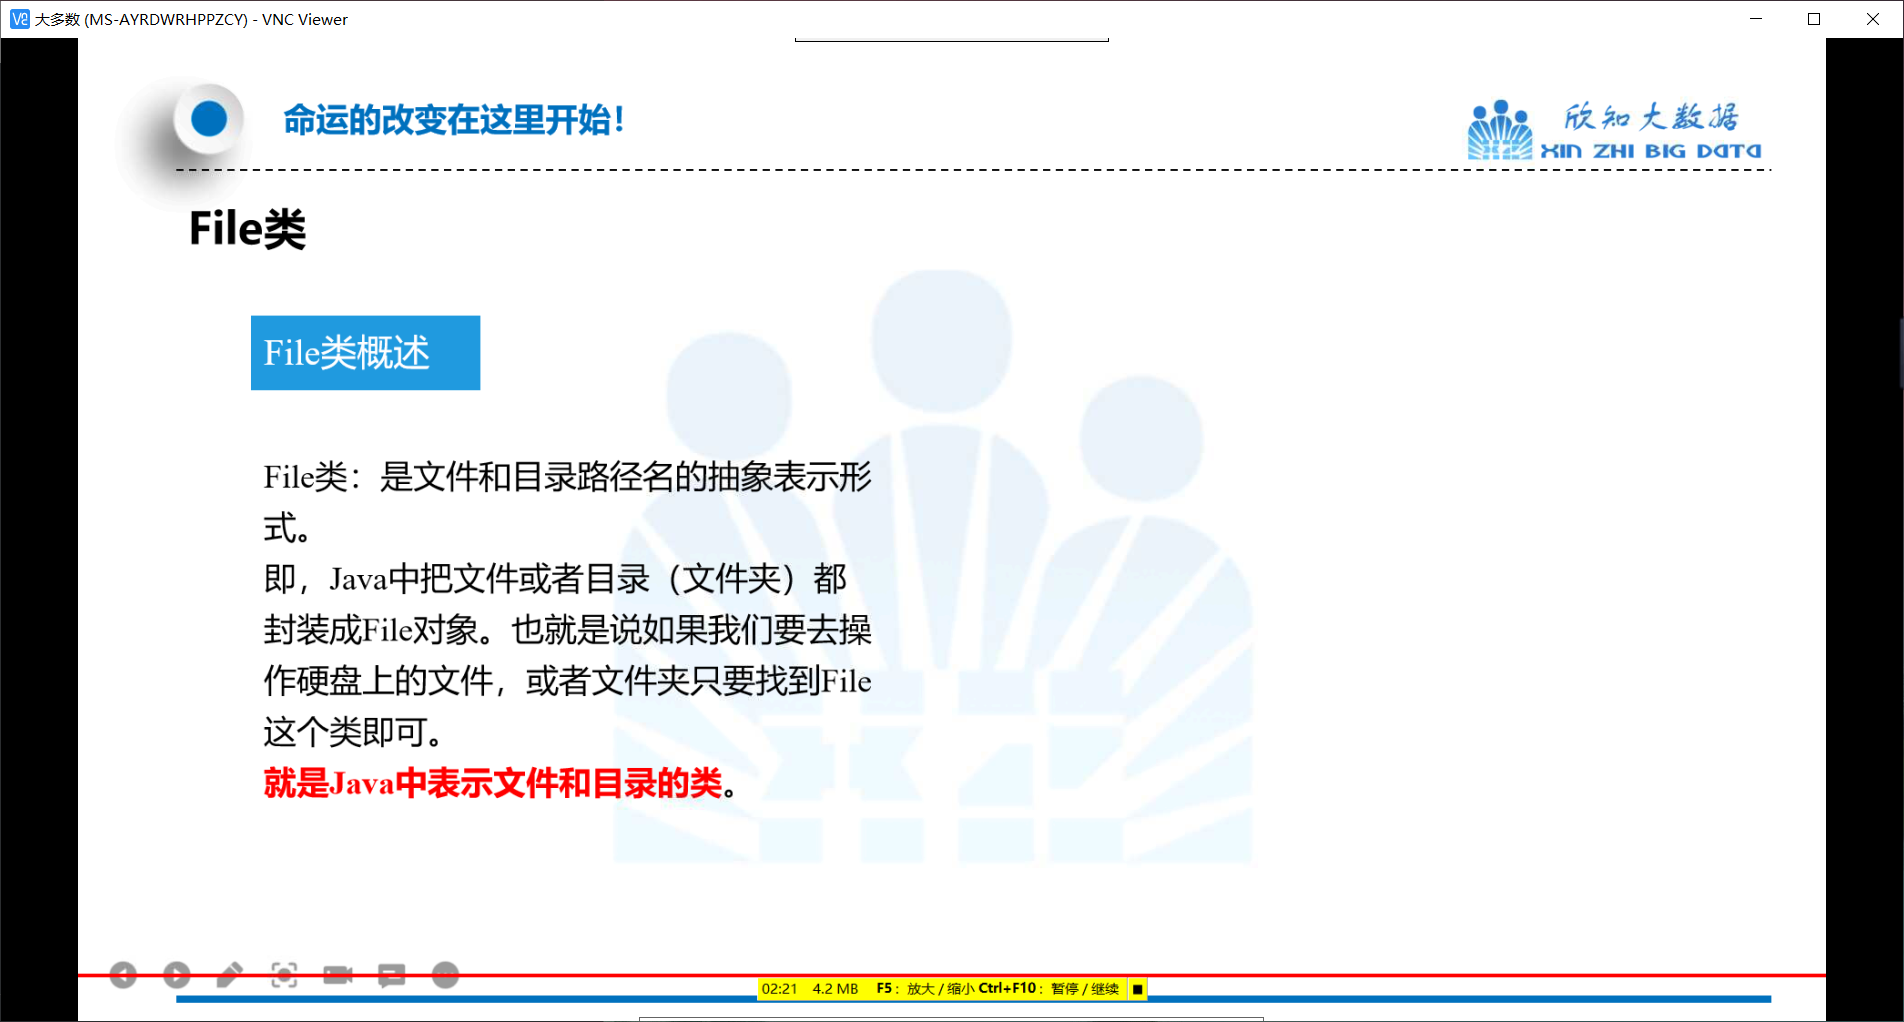 大多数 (MS-AYRDWRHPPZCY) - VNC Viewer
命运的改变在这里开始！
欣知大数据
XIN ZHI BIG DATA
File类
File类概述
File类：是文件和目录路径名的抽象表示形
式。
即，Java中把文件或者目录（文件夹）都
封装成File对象。也就是说如果我们要去操
作硬盘上的文件，或者文件夹只要找到File
这个类即可。
就是Java中表示文件和目录的类。
02:21 4.2 MB F5：放大 / 缩小 Ctrl+F10：暂停 / 继续